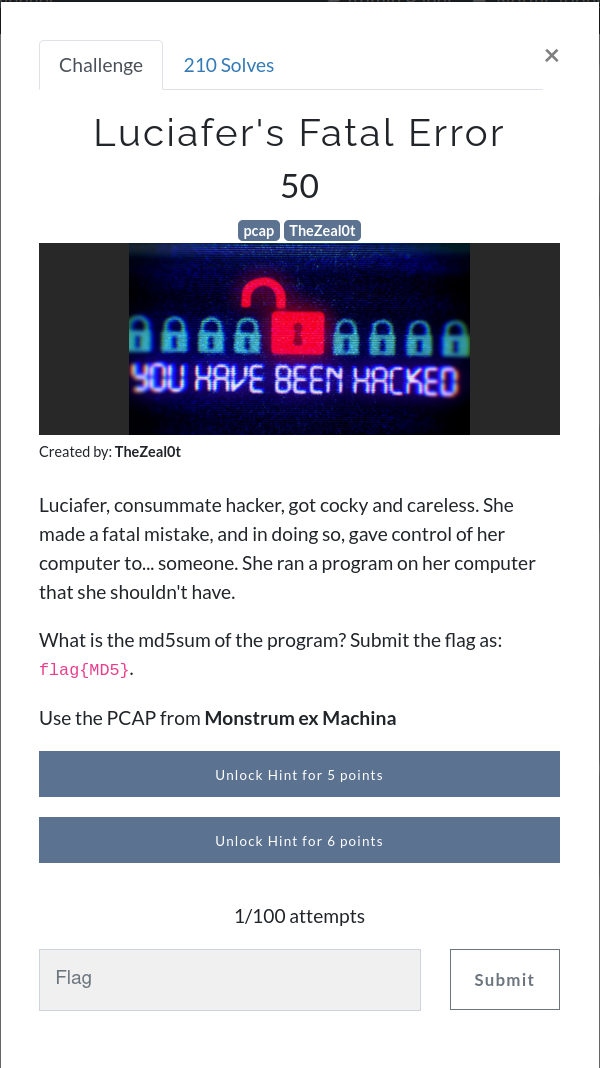 Challenge
210 Solves
×
Luciafer's Fatal Error
50
pcap TheZeal0t
YOU HAVE BEEN HACKED
Created by: TheZeal0t
Luciafer, consummate hacker, got cocky and careless. She
made a fatal mistake, and in doing so, gave control of her
computer to... someone. She ran a program on her computer
that she shouldn't have.
What is the md5sum of the program? Submit the flag as:
flag{MD5}.
Use the PCAP from Monstrum ex Machina
Unlock Hint for 5 points
Unlock Hint for 6 points
1/100 attempts
Flag
Submit